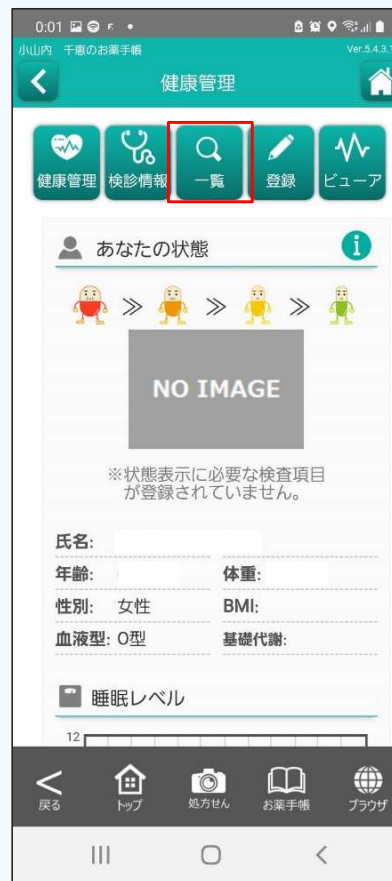 0:01
小山内 千恵のお薬手帳 Ver.5.4.3.
健康管理
健康管理 検診情報 一覧 登録 ビューア
あなたの状態
NO IMAGE
※状態表示に必要な検査項目
が登録されていません。
氏名:
年齢: 体重:
性別: 女性 BMI:
血液型: O型 基礎代謝:
睡眠レベル
12
戻る トップ 処方せん お薬手帳 ブラウザ